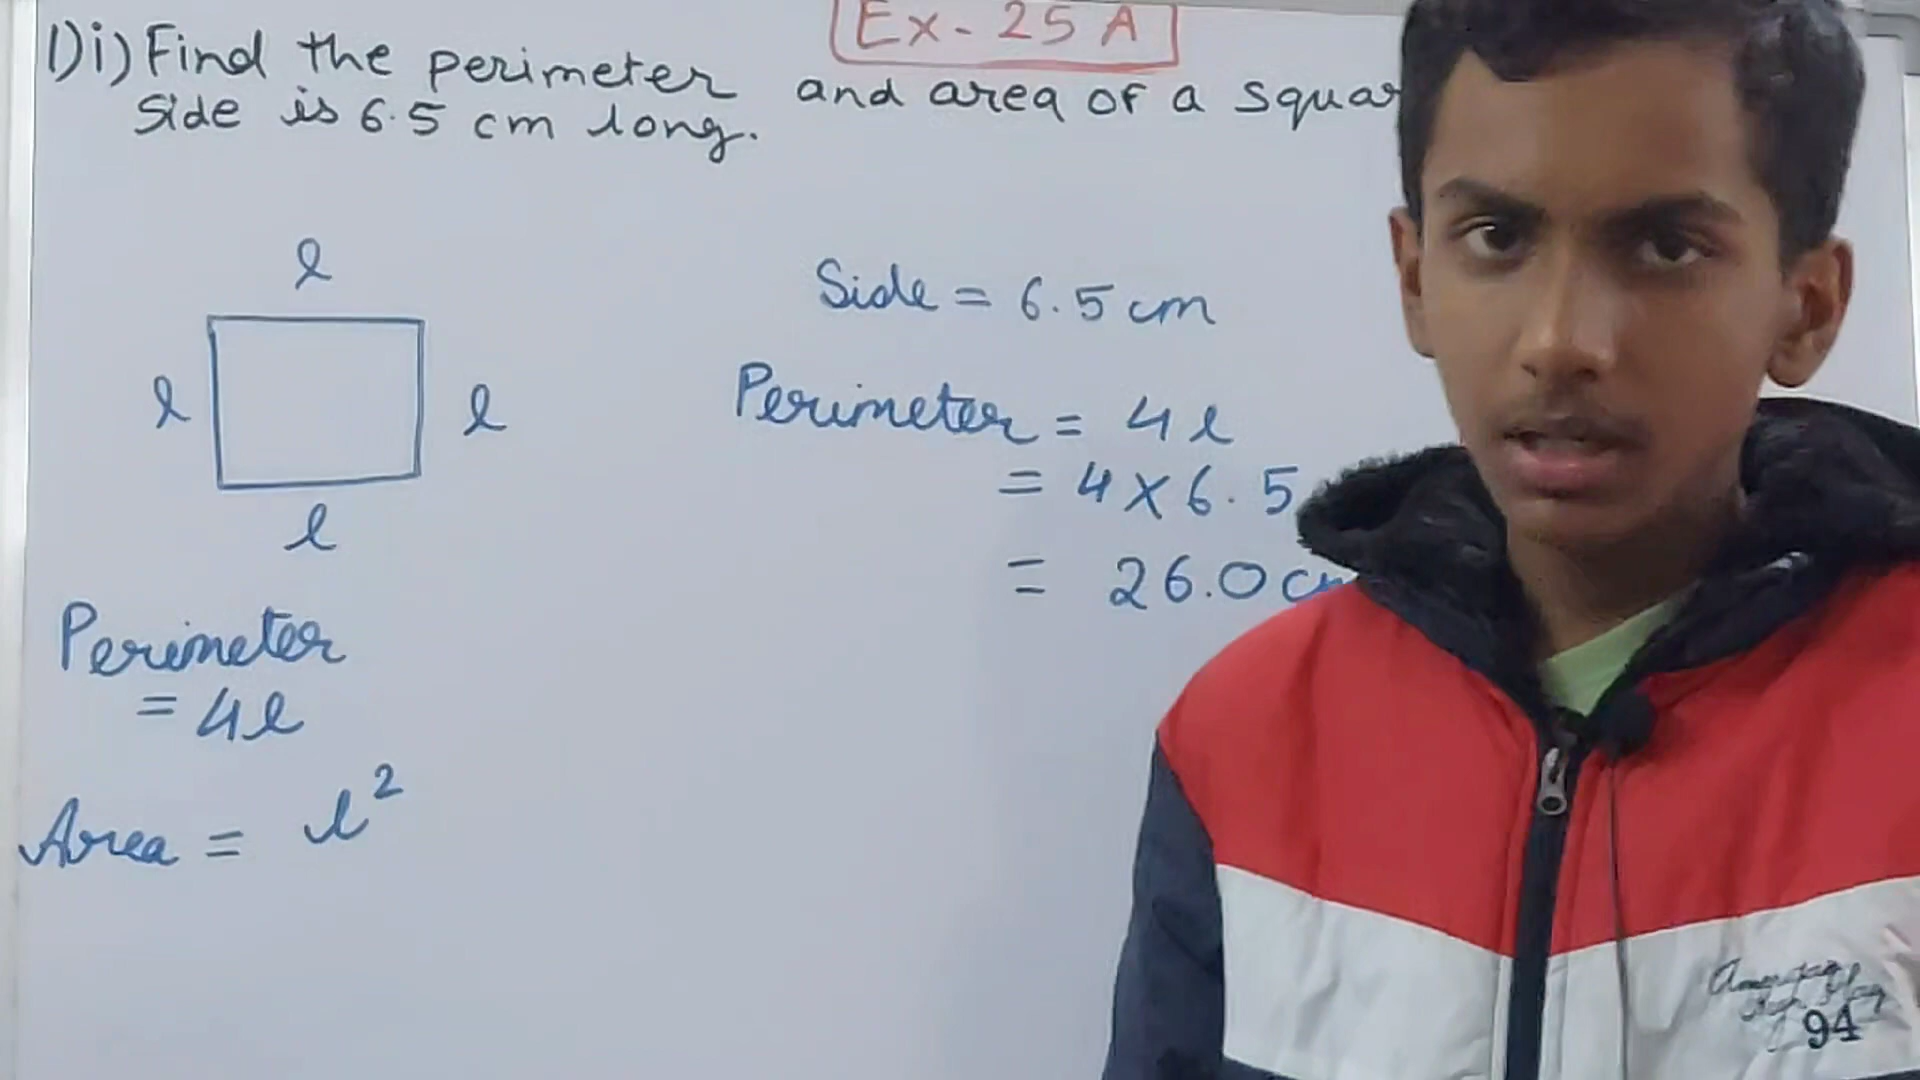 Ex- 25 A
1) i) Find the perimeter and area of a squar
Side is 6.5 cm long.
l
l
l
l
Side = 6.5 cm
Perimeter = 4l
= 4 x 6.5
= 26.0 cm
Perimeter
= 4l
Area = l²
94